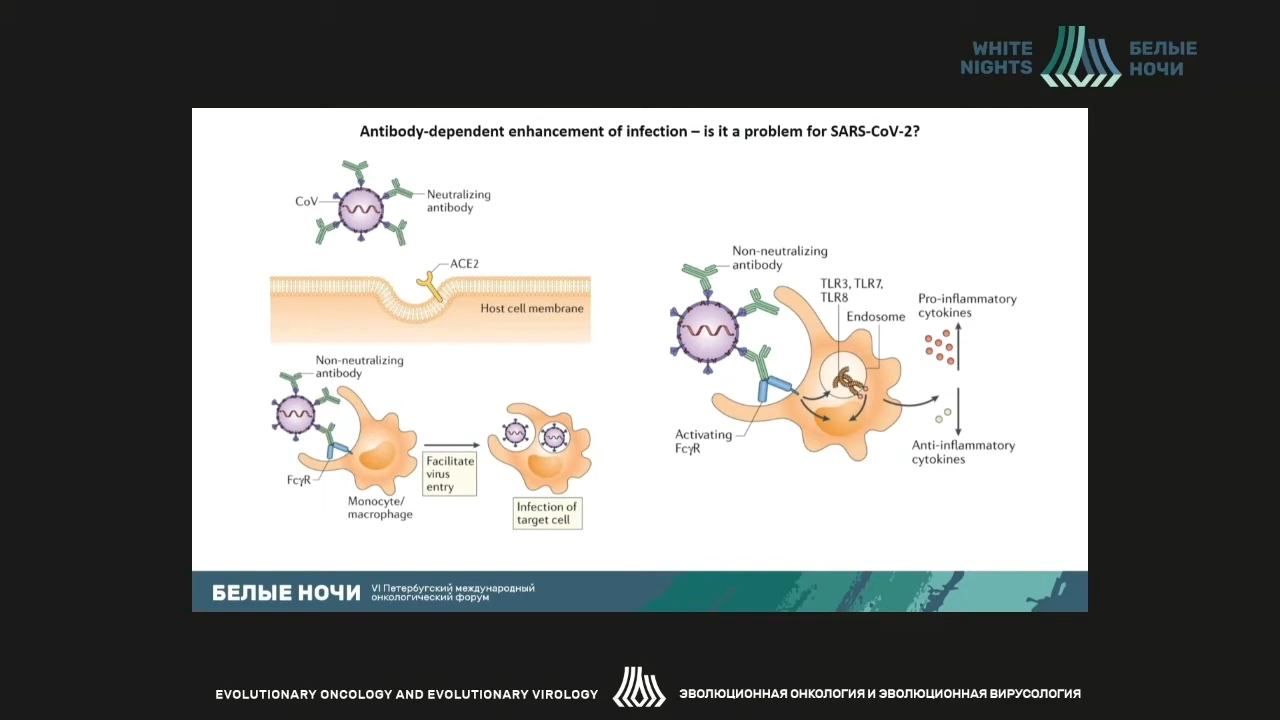 WHITE
NIGHTS
БЕЛЫЕ
НОЧИ
Antibody-dependent enhancement of infection – is it a problem for SARS-CoV-2?
CoV
Neutralizing
antibody
ACE2
Host cell membrane
Non-neutralizing
antibody
FcγR
Monocyte/
macrophage
Facilitate
virus
entry
Infection of
target cell
Non-neutralizing
antibody
TLR3, TLR7,
TLR8
Endosome
Pro-inflammatory
cytokines
Activating
FcγR
Anti-inflammatory
cytokines
БЕЛЫЕ НОЧИ
VI Петербугский международный
онкологический форум
EVOLUTIONARY ONCOLOGY AND EVOLUTIONARY VIROLOGY
ЭВОЛЮЦИОННАЯ ОНКОЛОГИЯ И ЭВОЛЮЦИОННАЯ ВИРУСОЛОГИЯ